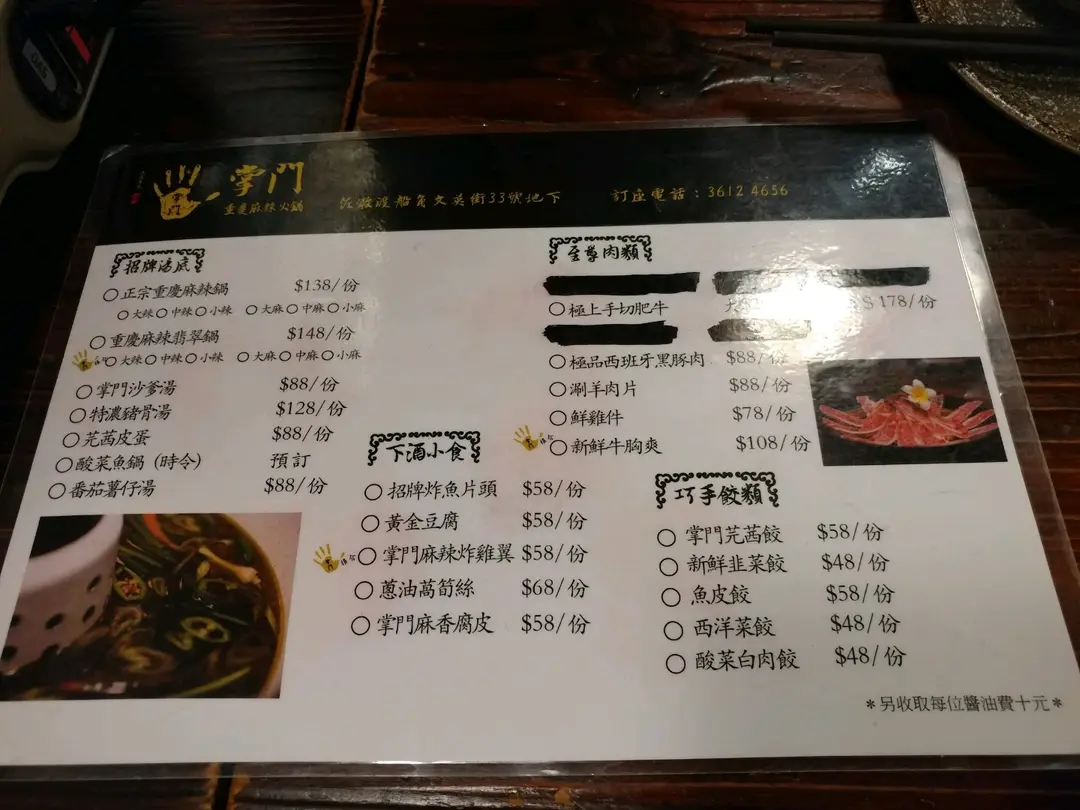 掌門
重慶麻辣火鍋
佐敦渡船角文英街33號地下
訂座電話：3612 4656
招牌湯底
正宗重慶麻辣鍋 $138/份
大辣 中辣 小辣 大麻 中麻 小麻
重慶麻辣翡翠鍋 $148/份
大辣 中辣 小辣 大麻 中麻 小麻
掌門沙爹湯 $88/份
特濃豬骨湯 $128/份
芫茜皮蛋 $88/份
酸菜魚鍋（時令） 預訂
番茄薯仔湯 $88/份
下酒小食
招牌炸魚片頭 $58/份
黃金豆腐 $58/份
掌門麻辣炸雞翼 $58/份
蔥油萵筍絲 $68/份
掌門麻香腐皮 $58/份
至尊肉類
極上手切肥牛 大 $178/份
極品西班牙黑豚肉 $88/份
涮羊肉片 $88/份
鮮雞件 $78/份
新鮮牛胸爽 $108/份
巧手餃類
掌門芫茜餃 $58/份
新鮮韭菜餃 $48/份
魚皮餃 $58/份
西洋菜餃 $48/份
酸菜白肉餃 $48/份
*另收取每位醬油費十元*